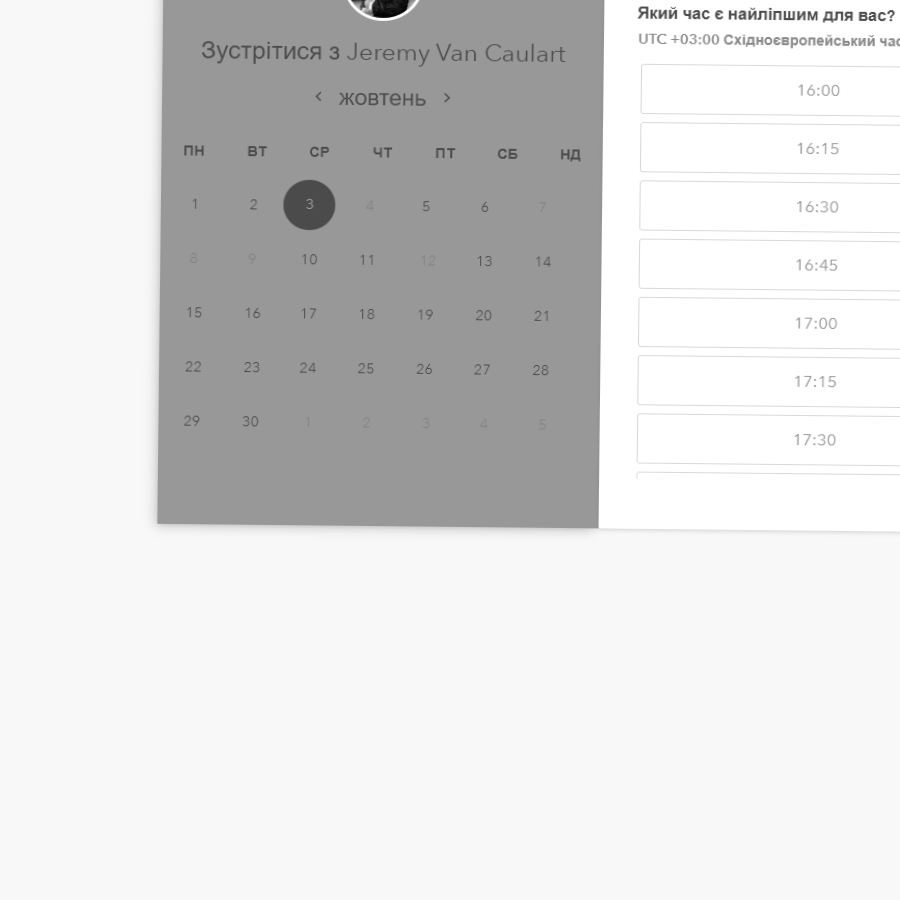 Зустрітися з Jeremy Van Caulart
‹ жовтень ›
ПН ВТ СР ЧТ ПТ СБ НД
1 2 3 4 5 6 7
8 9 10 11 12 13 14
15 16 17 18 19 20 21
22 23 24 25 26 27 28
29 30 1 2 3 4 5
Який час є найліпшим для вас?
UTC +03:00 Східноєвропейський час
16:00
16:15
16:30
16:45
17:00
17:15
17:30